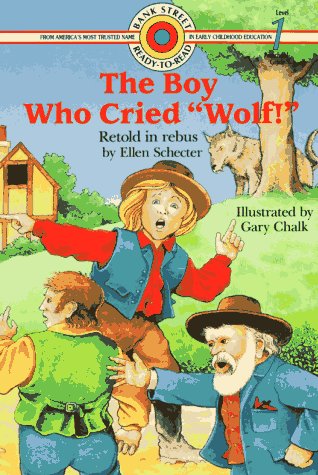 BANK STREET
READY-TO-READ
FROM AMERICA'S MOST TRUSTED NAME IN EARLY CHILDHOOD EDUCATION
Level
1
The Boy
Who Cried "Wolf!"
Retold in rebus
by Ellen Schecter
Illustrated by
Gary Chalk